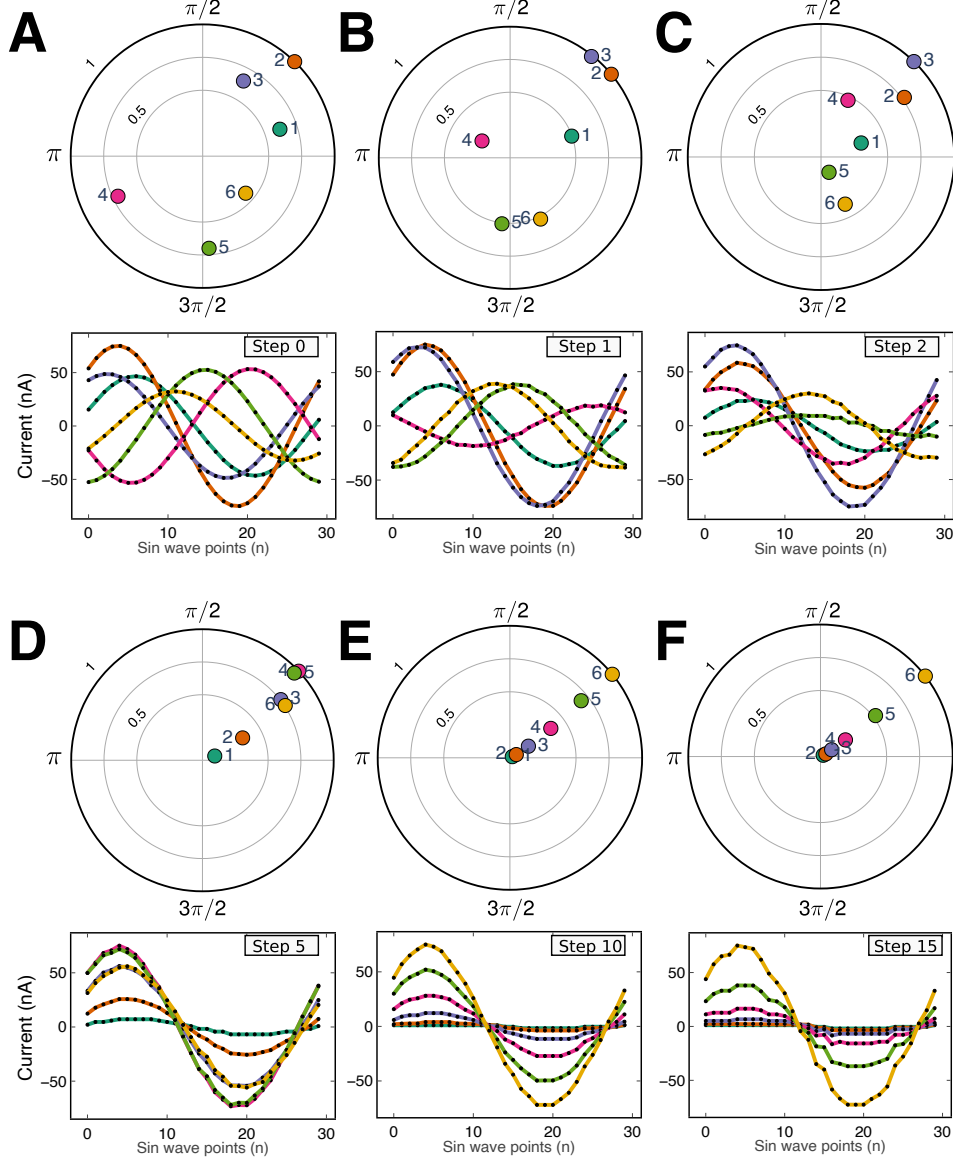 A
π/2
1
0.5
π
2
3
1
4
6
5
3π/2
B
π/2
1
0.5
π
3
2
1
4
5
6
3π/2
C
π/2
1
0.5
π
3
2
4
1
5
6
3π/2
Current (nA)
50
0
−50
Step 0
0 10 20 30
Sin wave points (n)
50
0
−50
Step 1
0 10 20 30
Sin wave points (n)
50
0
−50
Step 2
0 10 20 30
Sin wave points (n)
D
π/2
1
0.5
π
4
5
6
3
2
1
3π/2
E
π/2
1
0.5
π
6
5
4
3
2
1
3π/2
F
π/2
1
0.5
π
6
5
4
3
2
1
3π/2
Current (nA)
50
0
−50
Step 5
0 10 20 30
Sin wave points (n)
50
0
−50
Step 10
0 10 20 30
Sin wave points (n)
50
0
−50
Step 15
0 10 20 30
Sin wave points (n)